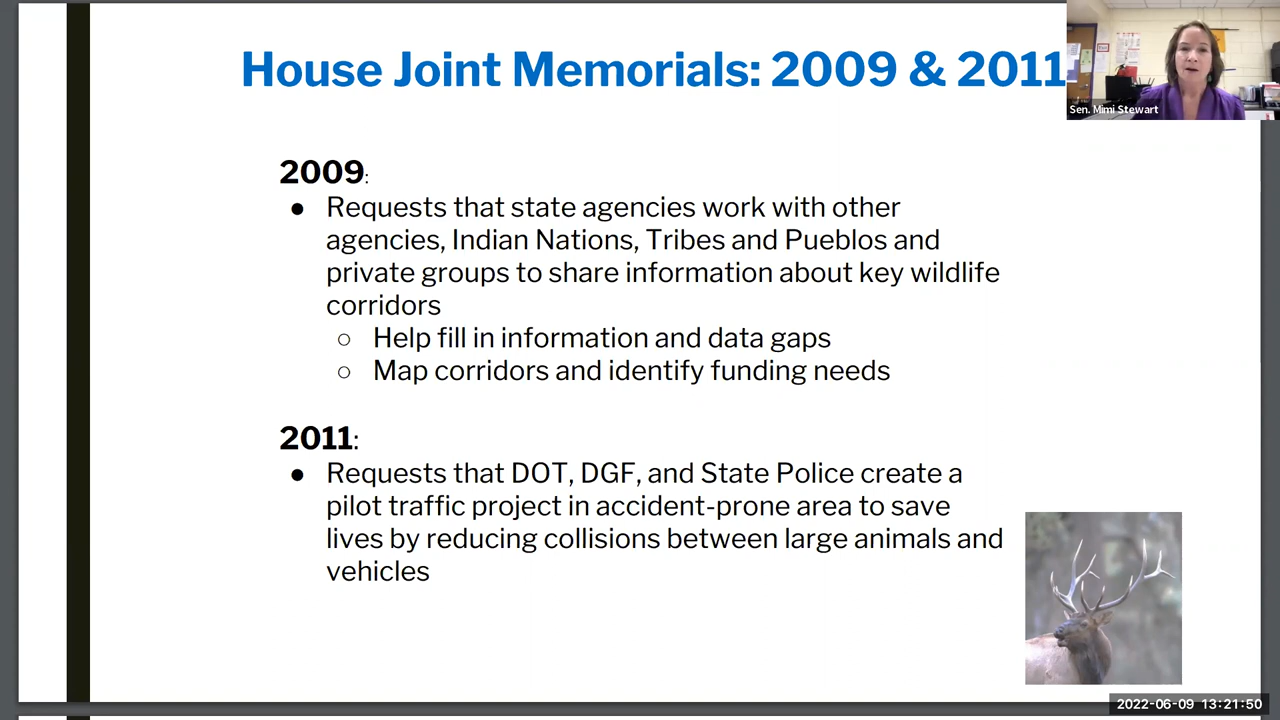 House Joint Memorials: 2009 & 2011
Sen. Mimi Stewart
2009:
● Requests that state agencies work with other
agencies, Indian Nations, Tribes and Pueblos and
private groups to share information about key wildlife
corridors
○ Help fill in information and data gaps
○ Map corridors and identify funding needs
2011:
● Requests that DOT, DGF, and State Police create a
pilot traffic project in accident-prone area to save
lives by reducing collisions between large animals and
vehicles
2022-06-09 13:21:50